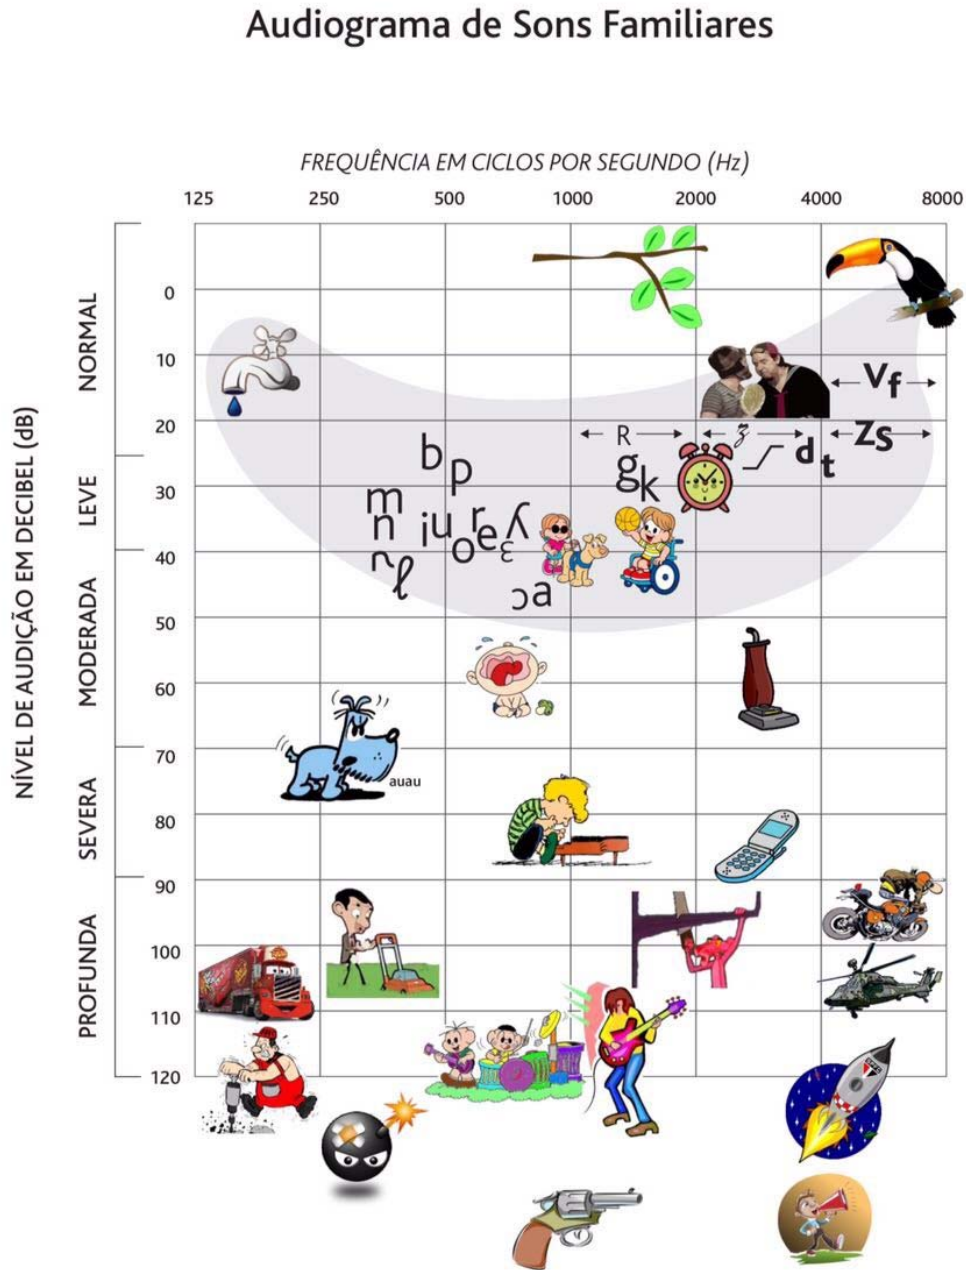 Audiograma de Sons Familiares
FREQUÊNCIA EM CICLOS POR SEGUNDO (Hz)
125 250 500 1000 2000 4000 8000
NÍVEL DE AUDIÇÃO EM DECIBEL (dB)
NORMAL
LEVE
MODERADA
SEVERA
PROFUNDA
0
10
20
30
40
50
60
70
80
90
100
110
120
v f
R
z
d t
z s
b p
g k
m
n
i u o r e
ʎ
ɛ
ɲ
l
ɔ a
auau